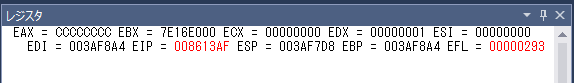 レジスタ
EAX = CCCCCCCC EBX = 7E16E000 ECX = 00000000 EDX = 00000001 ESI = 00000000
EDI = 003AF8A4 EIP = 008613AF ESP = 003AF7D8 EBP = 003AF8A4 EFL = 00000293